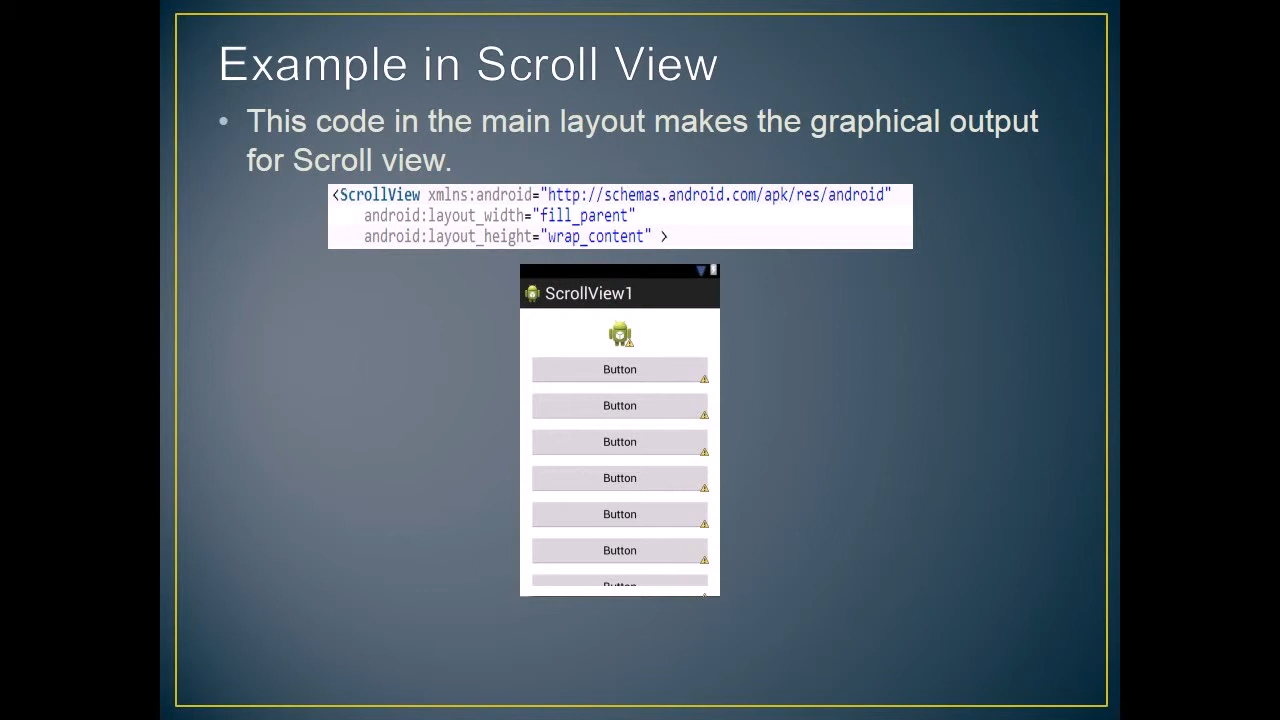 Example in Scroll View
• This code in the main layout makes the graphical output
for Scroll view.
<ScrollView xmlns:android="http://schemas.android.com/apk/res/android"
android:layout_width="fill_parent"
android:layout_height="wrap_content" >
ScrollView1
Button
Button
Button
Button
Button
Button
Button